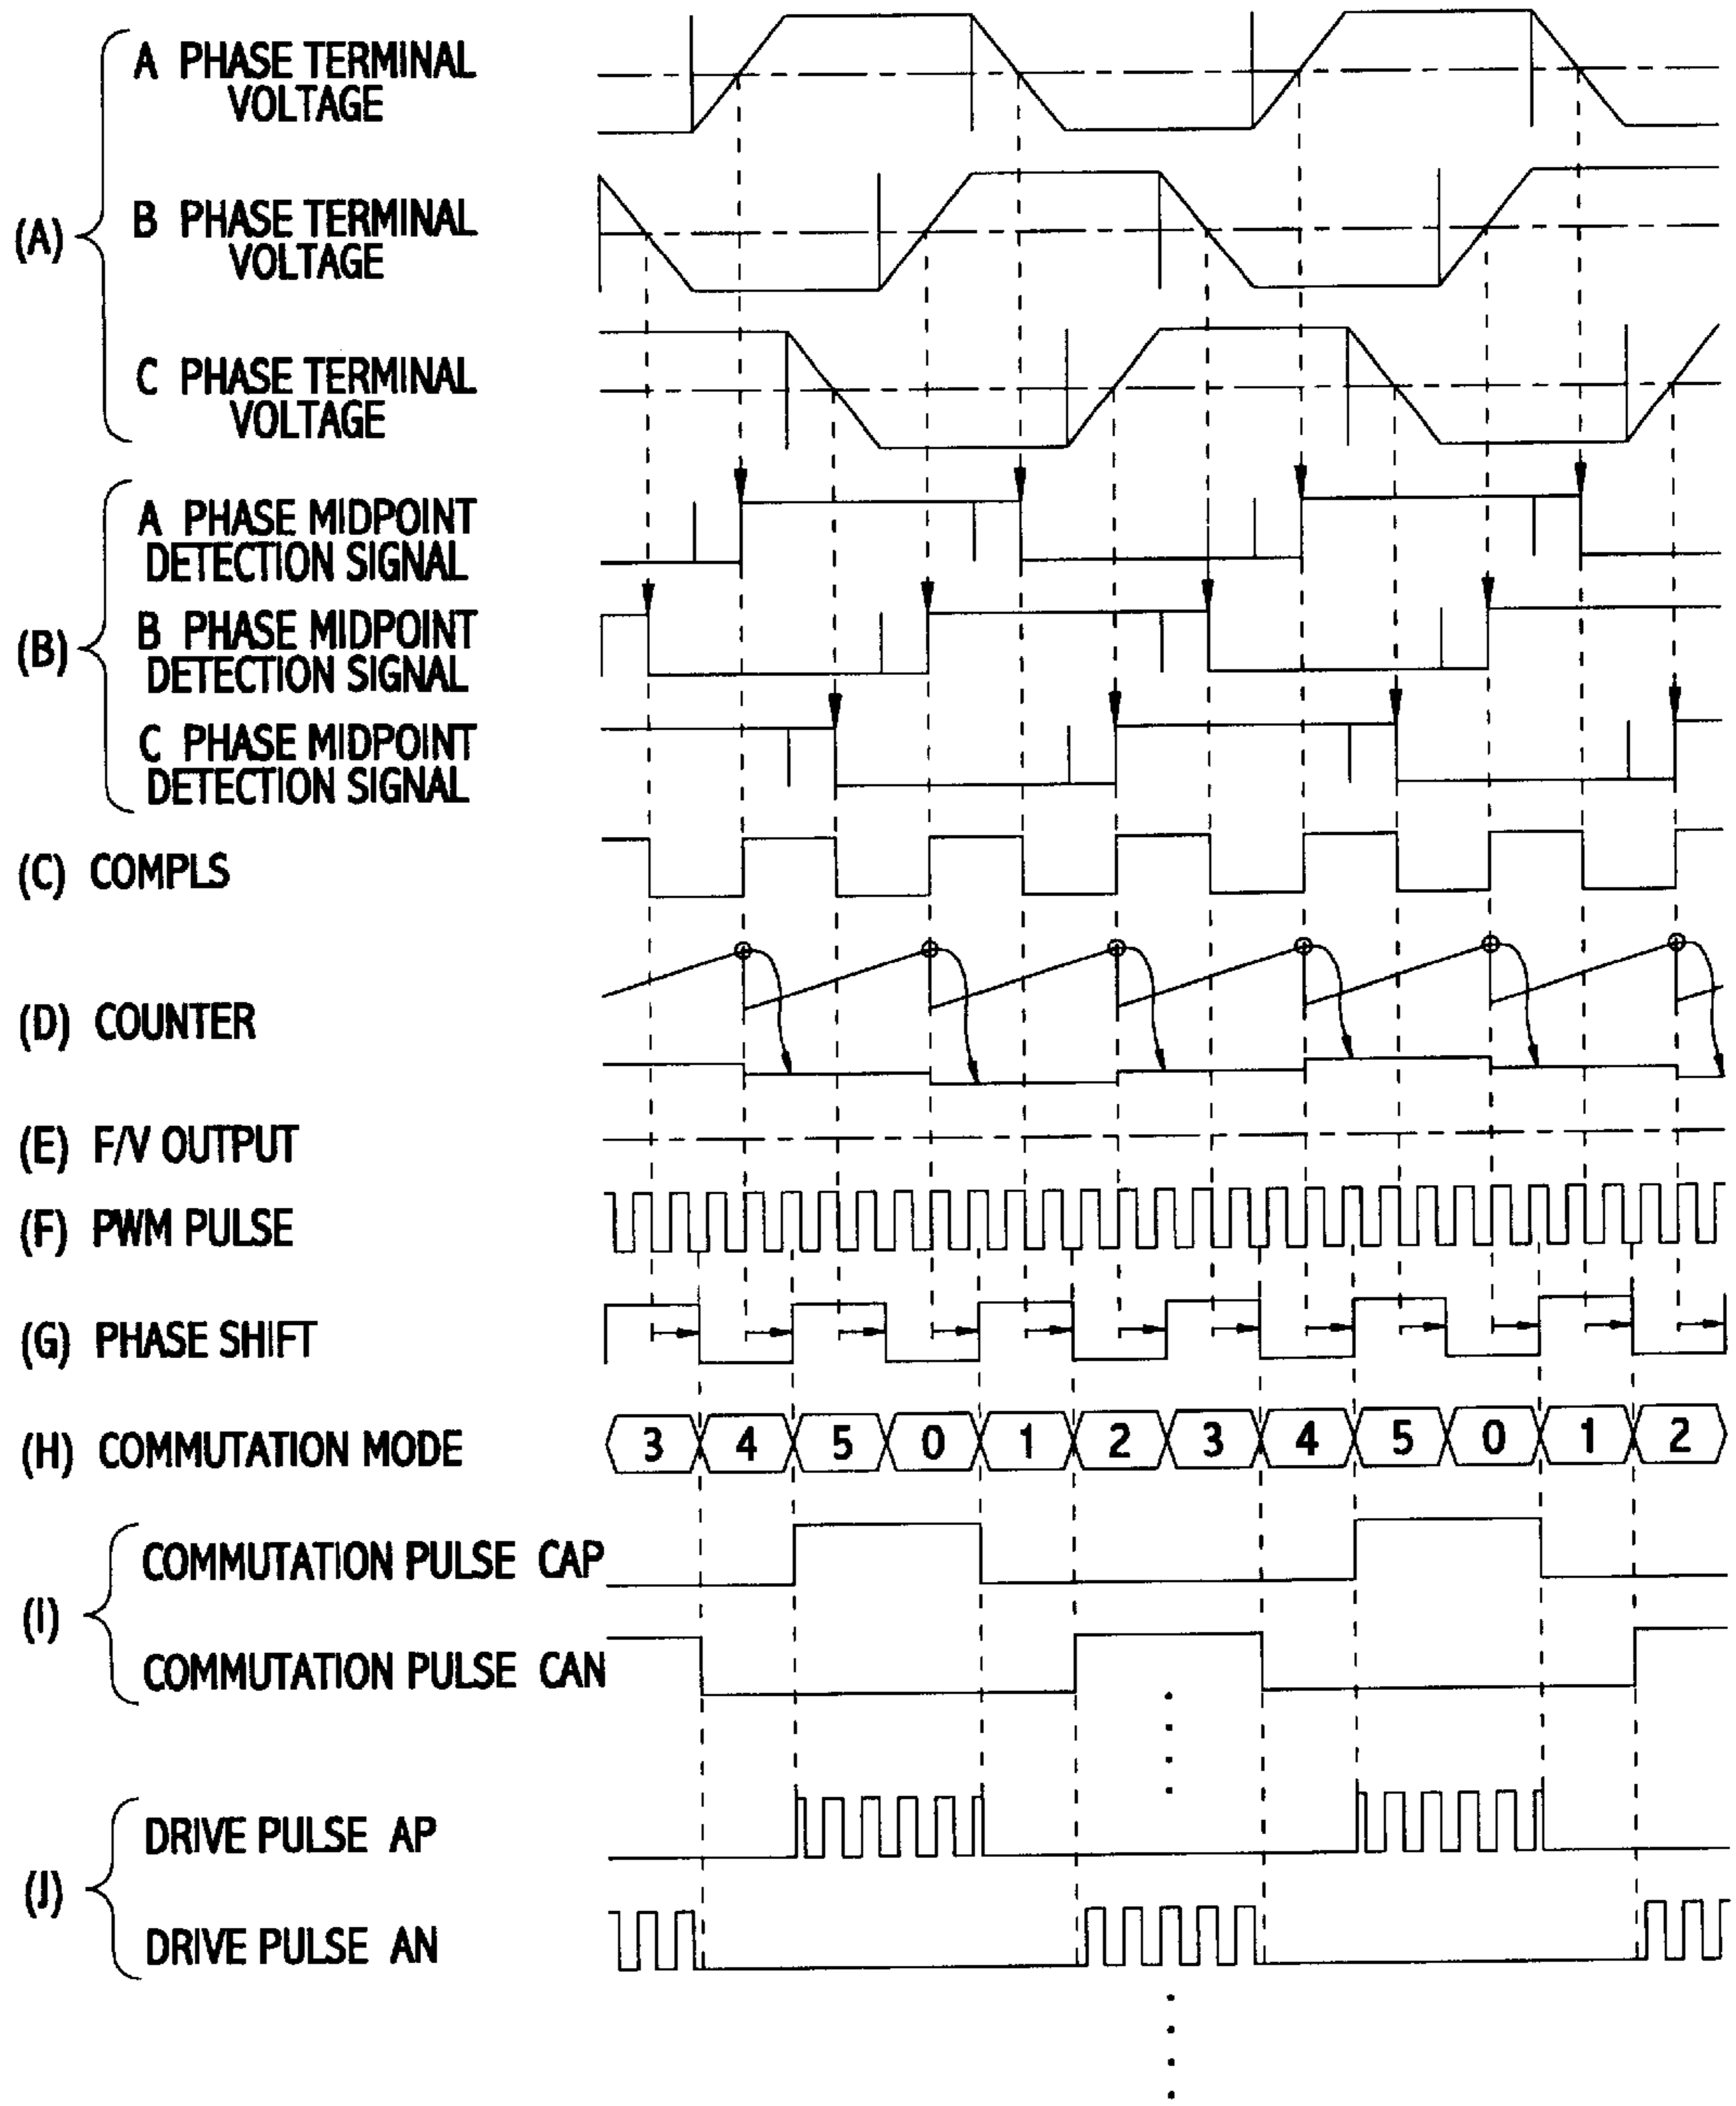 (A)
A PHASE TERMINAL
VOLTAGE
B PHASE TERMINAL
VOLTAGE
C PHASE TERMINAL
VOLTAGE
(B)
A PHASE MIDPOINT
DETECTION SIGNAL
B PHASE MIDPOINT
DETECTION SIGNAL
C PHASE MIDPOINT
DETECTION SIGNAL
(C) COMPLS
(D) COUNTER
(E) F/V OUTPUT
(F) PWM PULSE
(G) PHASE SHIFT
(H) COMMUTATION MODE 3 4 5 0 1 2 3 4 5 0 1 2
(I)
COMMUTATION PULSE CAP
COMMUTATION PULSE CAN
(J)
DRIVE PULSE AP
DRIVE PULSE AN